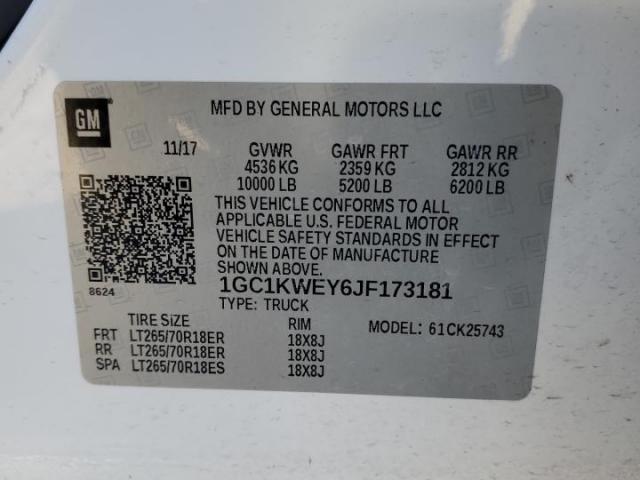 GM
MFD BY GENERAL MOTORS LLC
11/17 GVWR GAWR FRT GAWR RR
4536 KG 2359 KG 2812 KG
10000 LB 5200 LB 6200 LB
THIS VEHICLE CONFORMS TO ALL
APPLICABLE U.S. FEDERAL MOTOR
VEHICLE SAFETY STANDARDS IN EFFECT
ON THE DATE OF MANUFACTURE
SHOWN ABOVE.
8624
1GC1KWEY6JF173181
TYPE: TRUCK
TIRE SIZE RIM MODEL: 61CK25743
FRT LT265/70R18ER 18X8J
RR LT265/70R18ER 18X8J
SPA LT265/70R18ES 18X8J